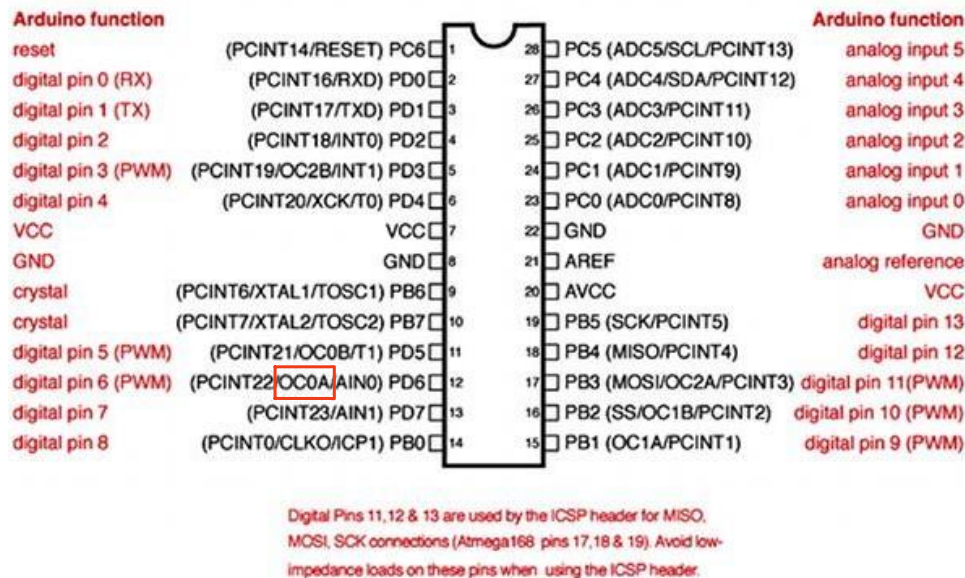 Arduino function Arduino function
reset (PCINT14/RESET) PC6 1 28 PC5 (ADC5/SCL/PCINT13) analog input 5
digital pin 0 (RX) (PCINT16/RXD) PD0 2 27 PC4 (ADC4/SDA/PCINT12) analog input 4
digital pin 1 (TX) (PCINT17/TXD) PD1 3 26 PC3 (ADC3/PCINT11) analog input 3
digital pin 2 (PCINT18/INT0) PD2 4 25 PC2 (ADC2/PCINT10) analog input 2
digital pin 3 (PWM) (PCINT19/OC2B/INT1) PD3 5 24 PC1 (ADC1/PCINT9) analog input 1
digital pin 4 (PCINT20/XCK/T0) PD4 6 23 PC0 (ADC0/PCINT8) analog input 0
VCC VCC 7 22 GND GND
GND GND 8 21 AREF analog reference
crystal (PCINT6/XTAL1/TOSC1) PB6 9 20 AVCC VCC
crystal (PCINT7/XTAL2/TOSC2) PB7 10 19 PB5 (SCK/PCINT5) digital pin 13
digital pin 5 (PWM) (PCINT21/OC0B/T1) PD5 11 18 PB4 (MISO/PCINT4) digital pin 12
digital pin 6 (PWM) (PCINT22/OC0A/AIN0) PD6 12 17 PB3 (MOSI/OC2A/PCINT3) digital pin 11(PWM)
digital pin 7 (PCINT23/AIN1) PD7 13 16 PB2 (SS/OC1B/PCINT2) digital pin 10 (PWM)
digital pin 8 (PCINT0/CLKO/ICP1) PB0 14 15 PB1 (OC1A/PCINT1) digital pin 9 (PWM)
Digital Pins 11,12 & 13 are used by the ICSP header for MISO,
MOSI, SCK connections (Atmega168 pins 17,18 & 19). Avoid low-
impedance loads on these pins when using the ICSP header.